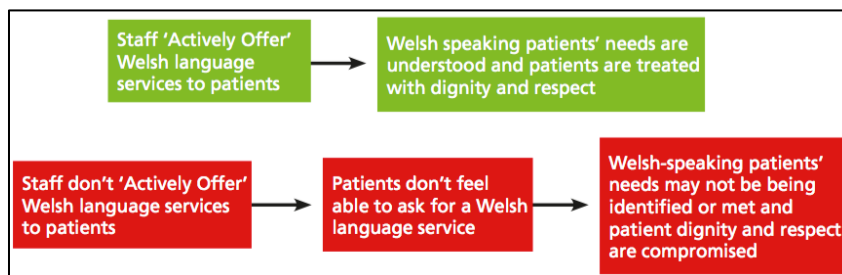 Staff 'Actively Offer'
Welsh language
services to patients
Welsh speaking patients' needs are
understood and patients are treated
with dignity and respect
Staff don't 'Actively Offer'
Welsh language services
to patients
Patients don't feel
able to ask for a Welsh
language service
Welsh-speaking patients'
needs may not be being
identified or met and
patient dignity and respect
are compromised